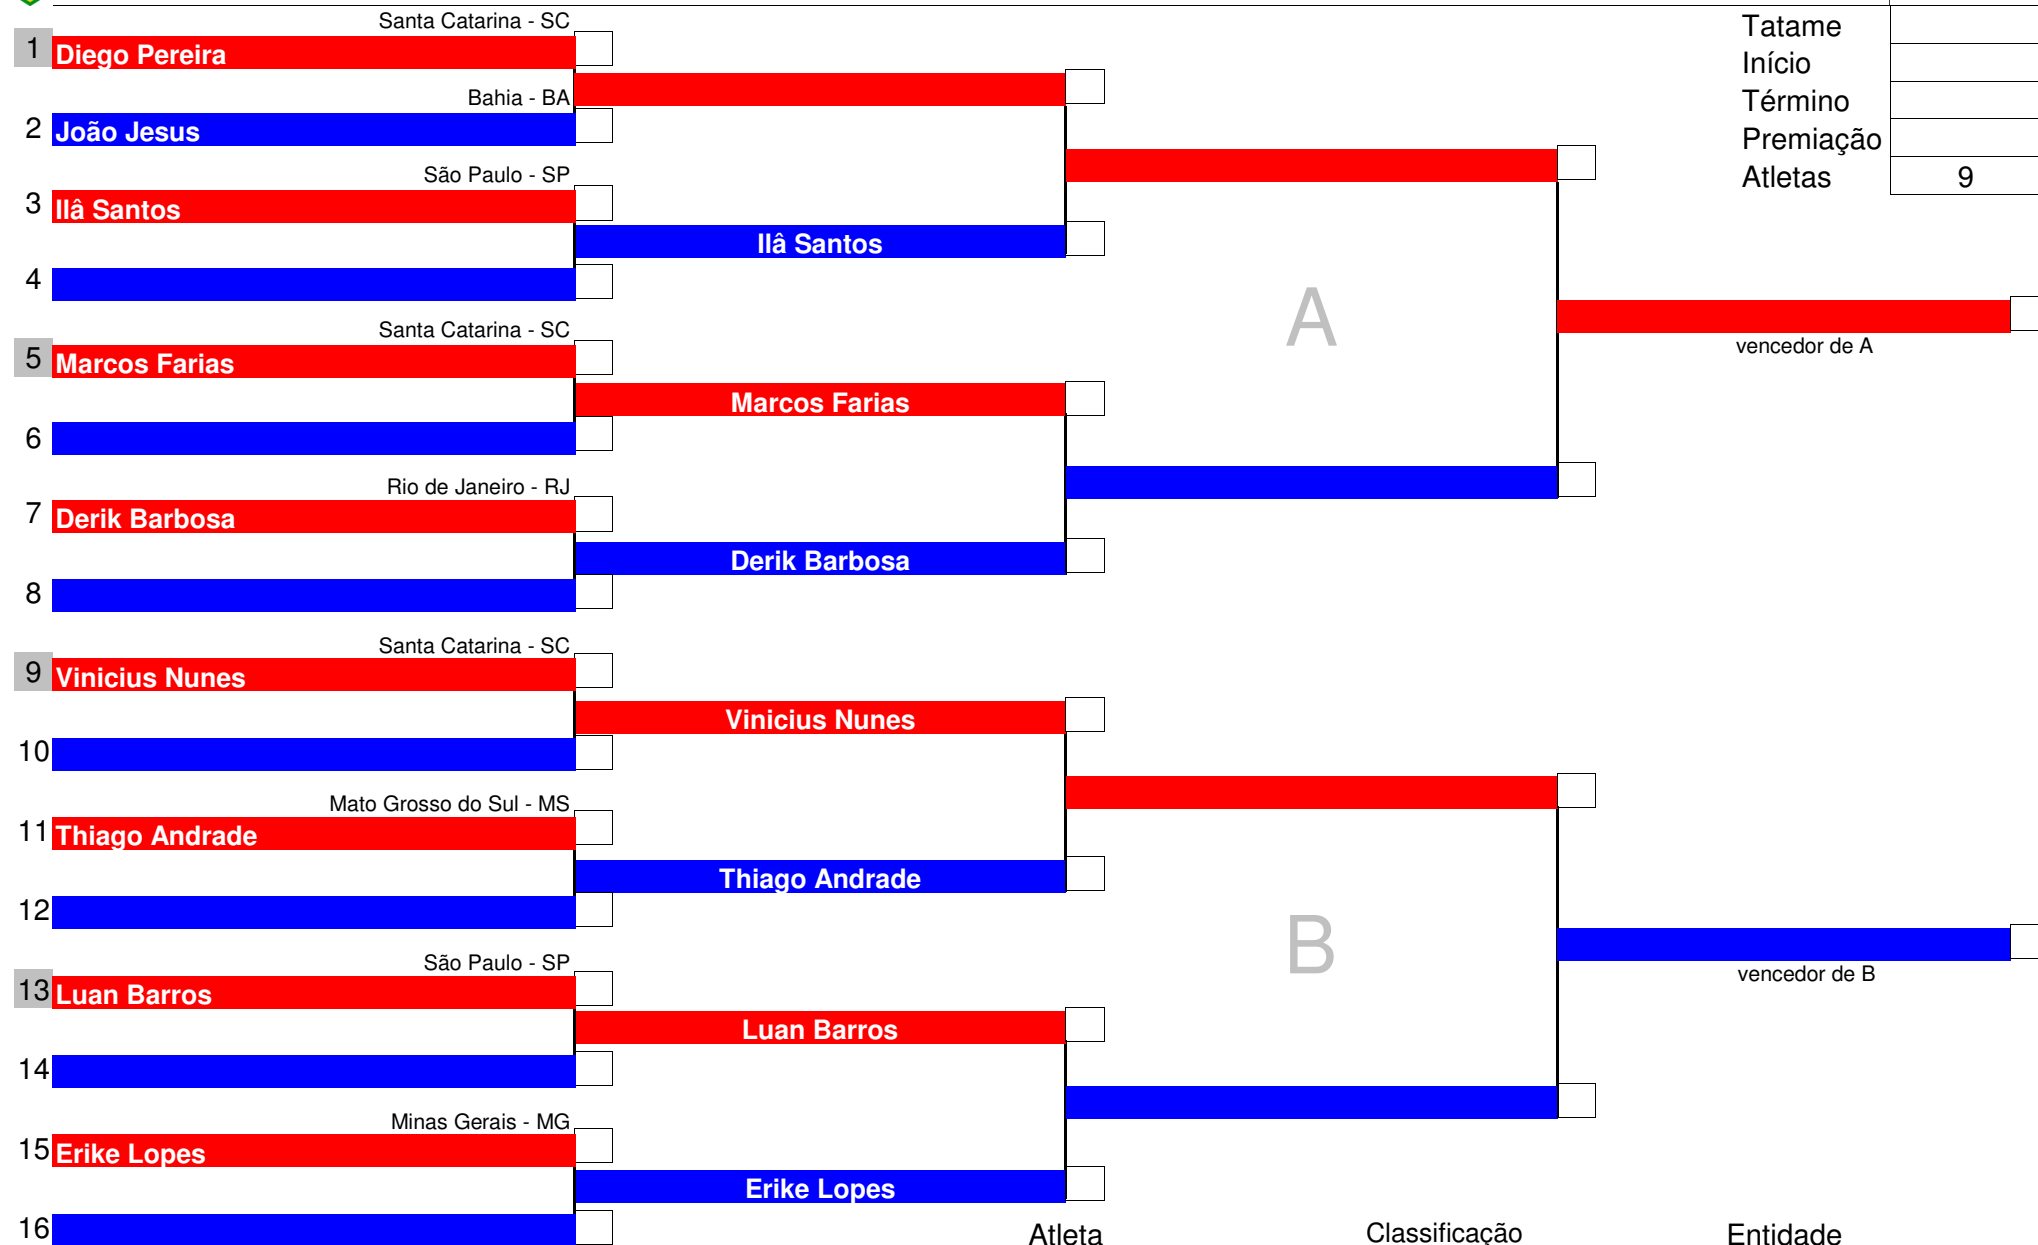 Santa Catarina - SC
1 Diego Pereira
Bahia - BA
2 João Jesus
São Paulo - SP
3 Ilâ Santos
Ilâ Santos
4
Santa Catarina - SC
5 Marcos Farias
Marcos Farias
6
Rio de Janeiro - RJ
7 Derik Barbosa
Derik Barbosa
8
Santa Catarina - SC
9 Vinicius Nunes
Vinicius Nunes
10
Mato Grosso do Sul - MS
11 Thiago Andrade
Thiago Andrade
12
São Paulo - SP
13 Luan Barros
Luan Barros
14
Minas Gerais - MG
15 Erike Lopes
Erike Lopes
16
A
vencedor de A
B
vencedor de B
Tatame
Início
Término
Premiação
Atletas 9
Atleta Classificação Entidade